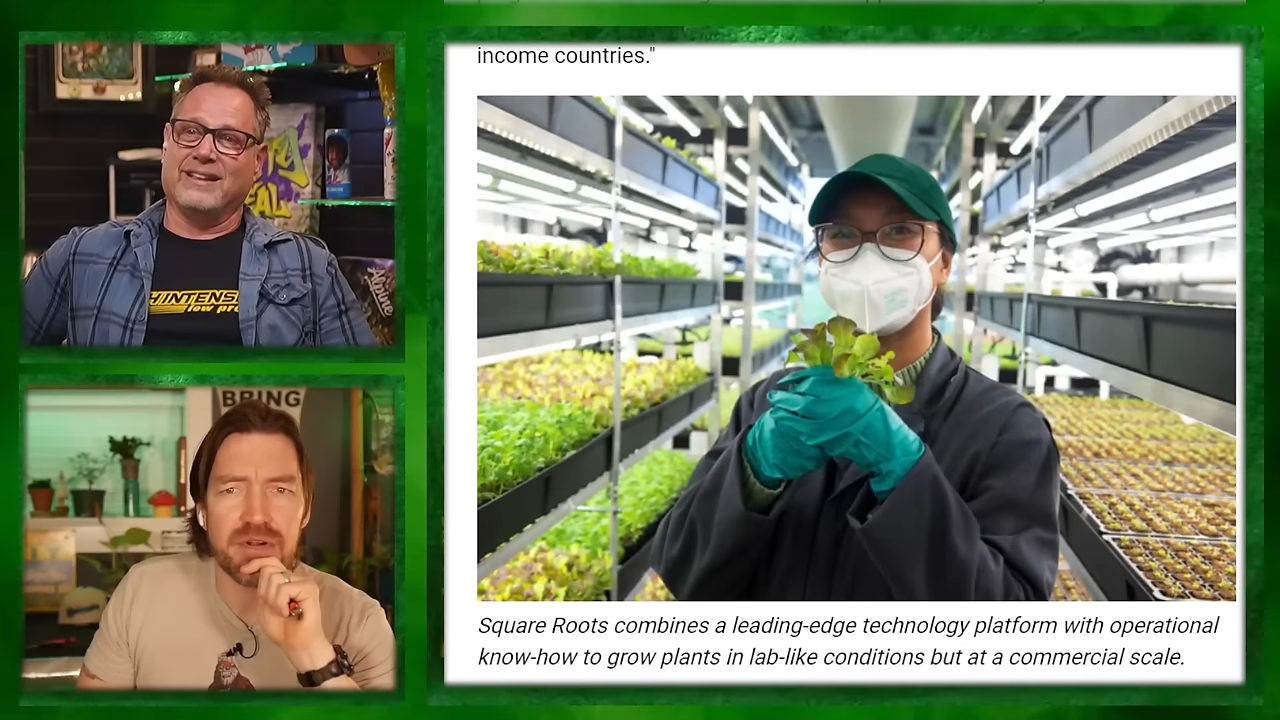 income countries."
Square Roots combines a leading-edge technology platform with operational
know-how to grow plants in lab-like conditions but at a commercial scale.
low pro
Alpine
BRING